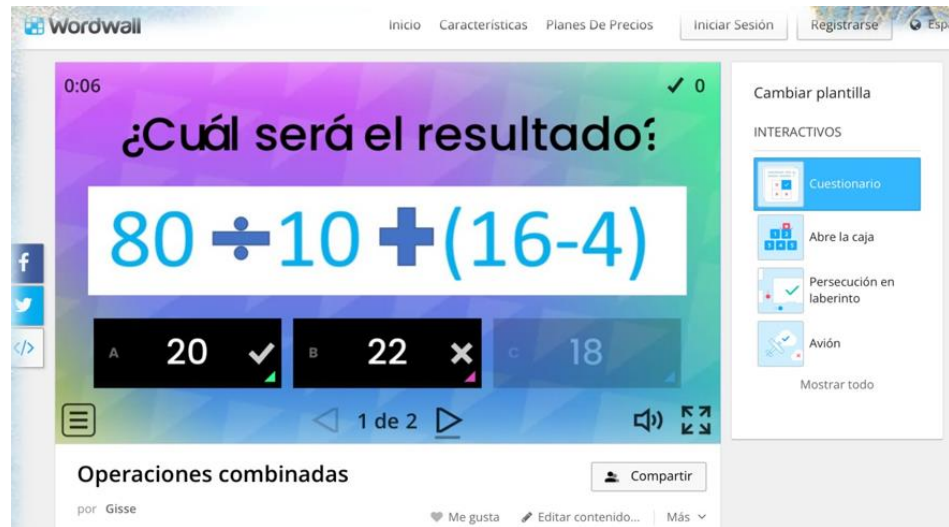 Wordwall
Inicio Características Planes De Precios Iniciar Sesión Registrarse
0:06 ✓ 0
¿Cuál será el resultado?
80 ÷ 10 + (16-4)
A 20 ✓ B 22 ✕ C 18
1 de 2
Operaciones combinadas
Compartir
por Gisse
Me gusta Editar contenido... Más
Cambiar plantilla
INTERACTIVOS
Cuestionario
Abre la caja
Persecución en
laberinto
Avión
Mostrar todo